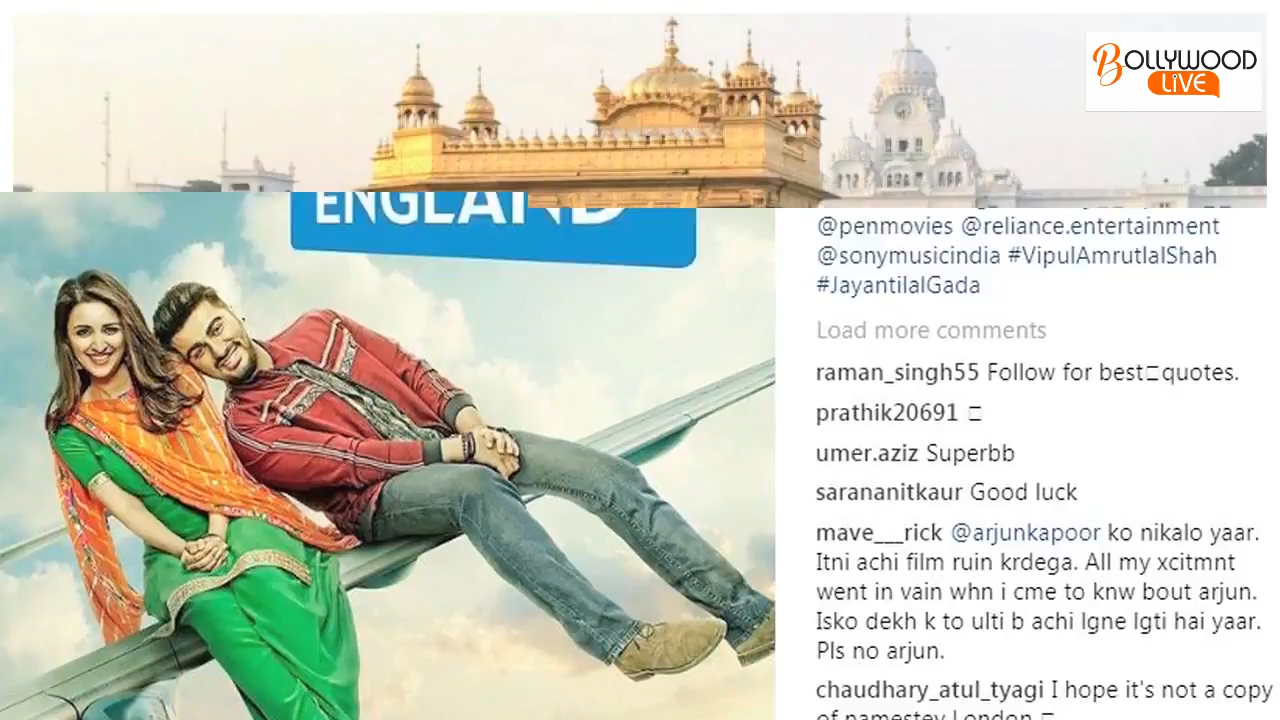 BOLLYWOOD
LIVE
ENGLAND
@penmovies @reliance.entertainment
@sonymusicindia #VipulAmrutlalShah
#JayantilalGada
Load more comments
raman_singh55 Follow for best□quotes.
prathik20691 □
umer.aziz Superbb
sarananitkaur Good luck
mave___rick @arjunkapoor ko nikalo yaar.
Itni achi film ruin krdega. All my xcitmnt
went in vain whn i cme to knw bout arjun.
Isko dekh k to ulti b achi lgne lgti hai yaar.
Pls no arjun.
chaudhary_atul_tyagi I hope it's not a copy
of namestey London □